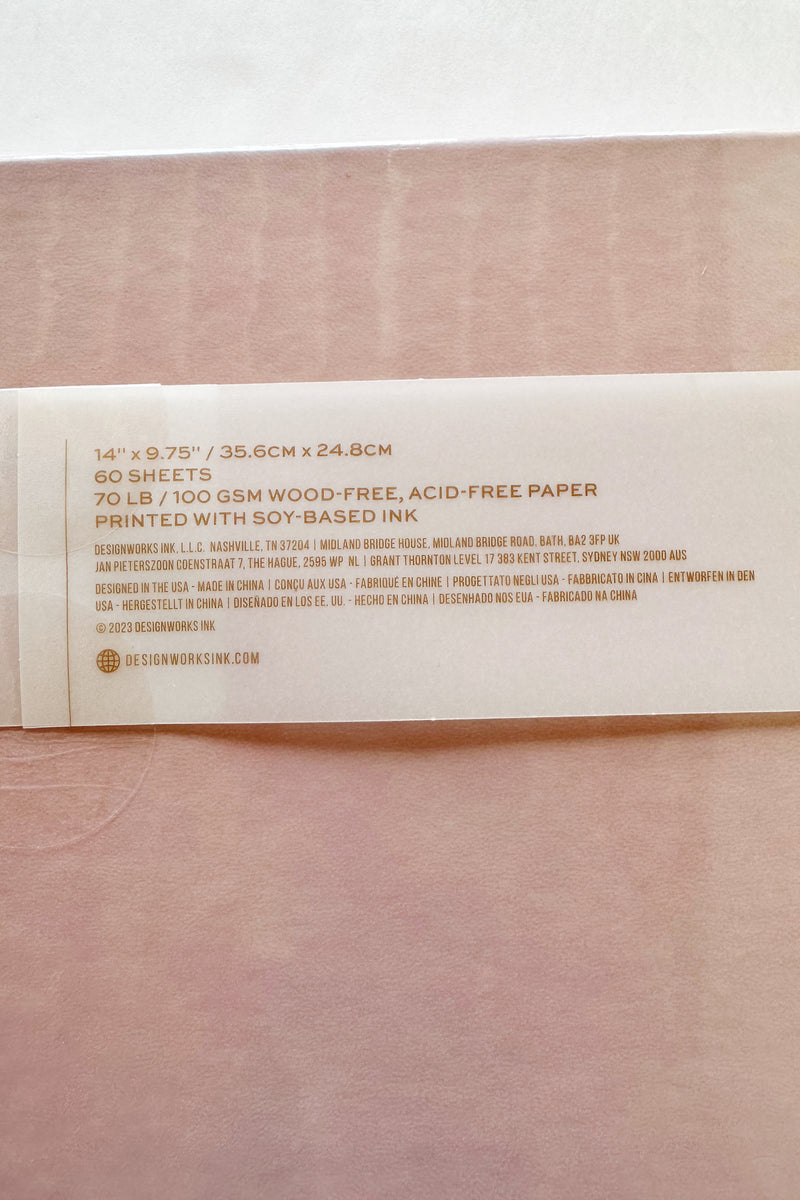 14" x 9.75" / 35.6CM x 24.8CM
60 SHEETS
70 LB / 100 GSM WOOD-FREE, ACID-FREE PAPER
PRINTED WITH SOY-BASED INK
DESIGNWORKS INK, L.L.C. NASHVILLE, TN 37204 | MIDLAND BRIDGE HOUSE, MIDLAND BRIDGE ROAD, BATH, BA2 3FP UK
JAN PIETERSZOON COENSTRAAT 7, THE HAGUE, 2595 WP NL | GRANT THORNTON LEVEL 17 383 KENT STREET, SYDNEY NSW 2000 AUS
DESIGNED IN THE USA - MADE IN CHINA | CONÇU AUX USA - FABRIQUÉ EN CHINE | PROGETTATO NEGLI USA - FABBRICATO IN CINA | ENTWORFEN IN DEN
USA - HERGESTELLT IN CHINA | DISEÑADO EN LOS EE. UU. - HECHO EN CHINA | DESENHADO NOS EUA - FABRICADO NA CHINA
© 2023 DESIGNWORKS INK
DESIGNWORKSINK.COM